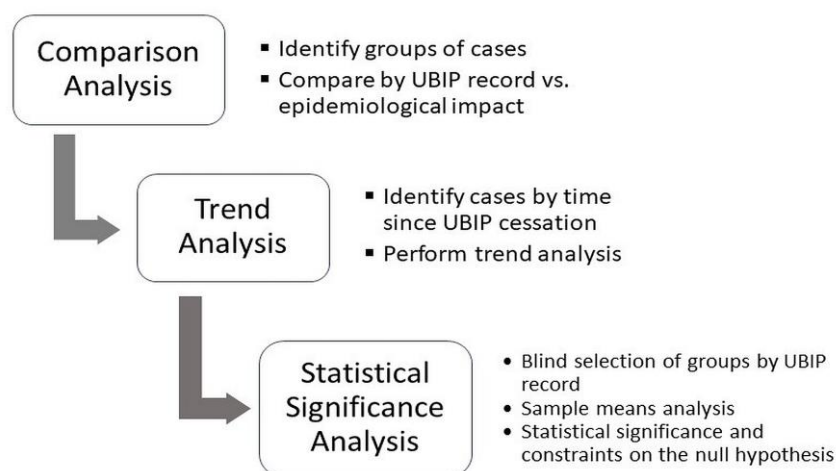 Comparison
Analysis
▪ Identify groups of cases
▪ Compare by UBIP record vs.
epidemiological impact
Trend
Analysis
▪ Identify cases by time
since UBIP cessation
▪ Perform trend analysis
Statistical
Significance
Analysis
• Blind selection of groups by UBIP
record
• Sample means analysis
• Statistical significance and
constraints on the null hypothesis